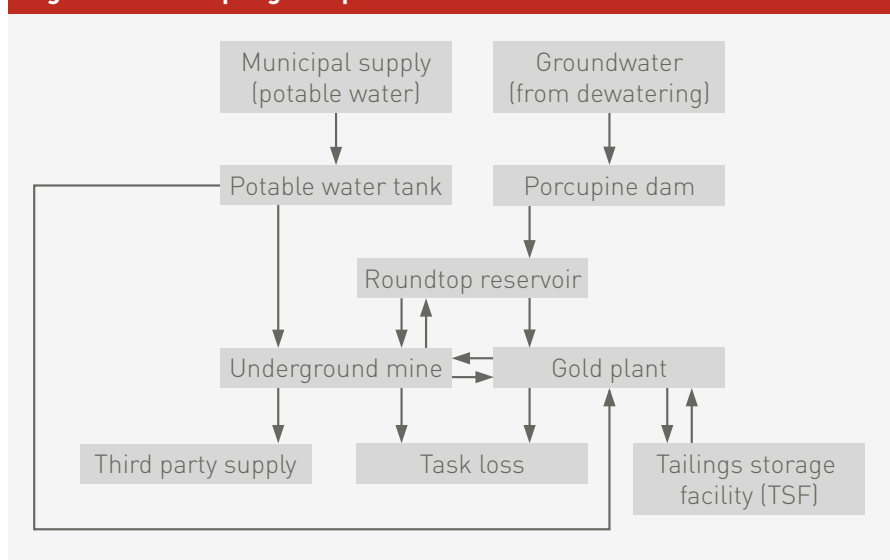 Municipal supply
(potable water)
Groundwater
(from dewatering)
Potable water tank
Porcupine dam
Roundtop reservoir
Underground mine
Gold plant
Third party supply
Task loss
Tailings storage
facility (TSF)